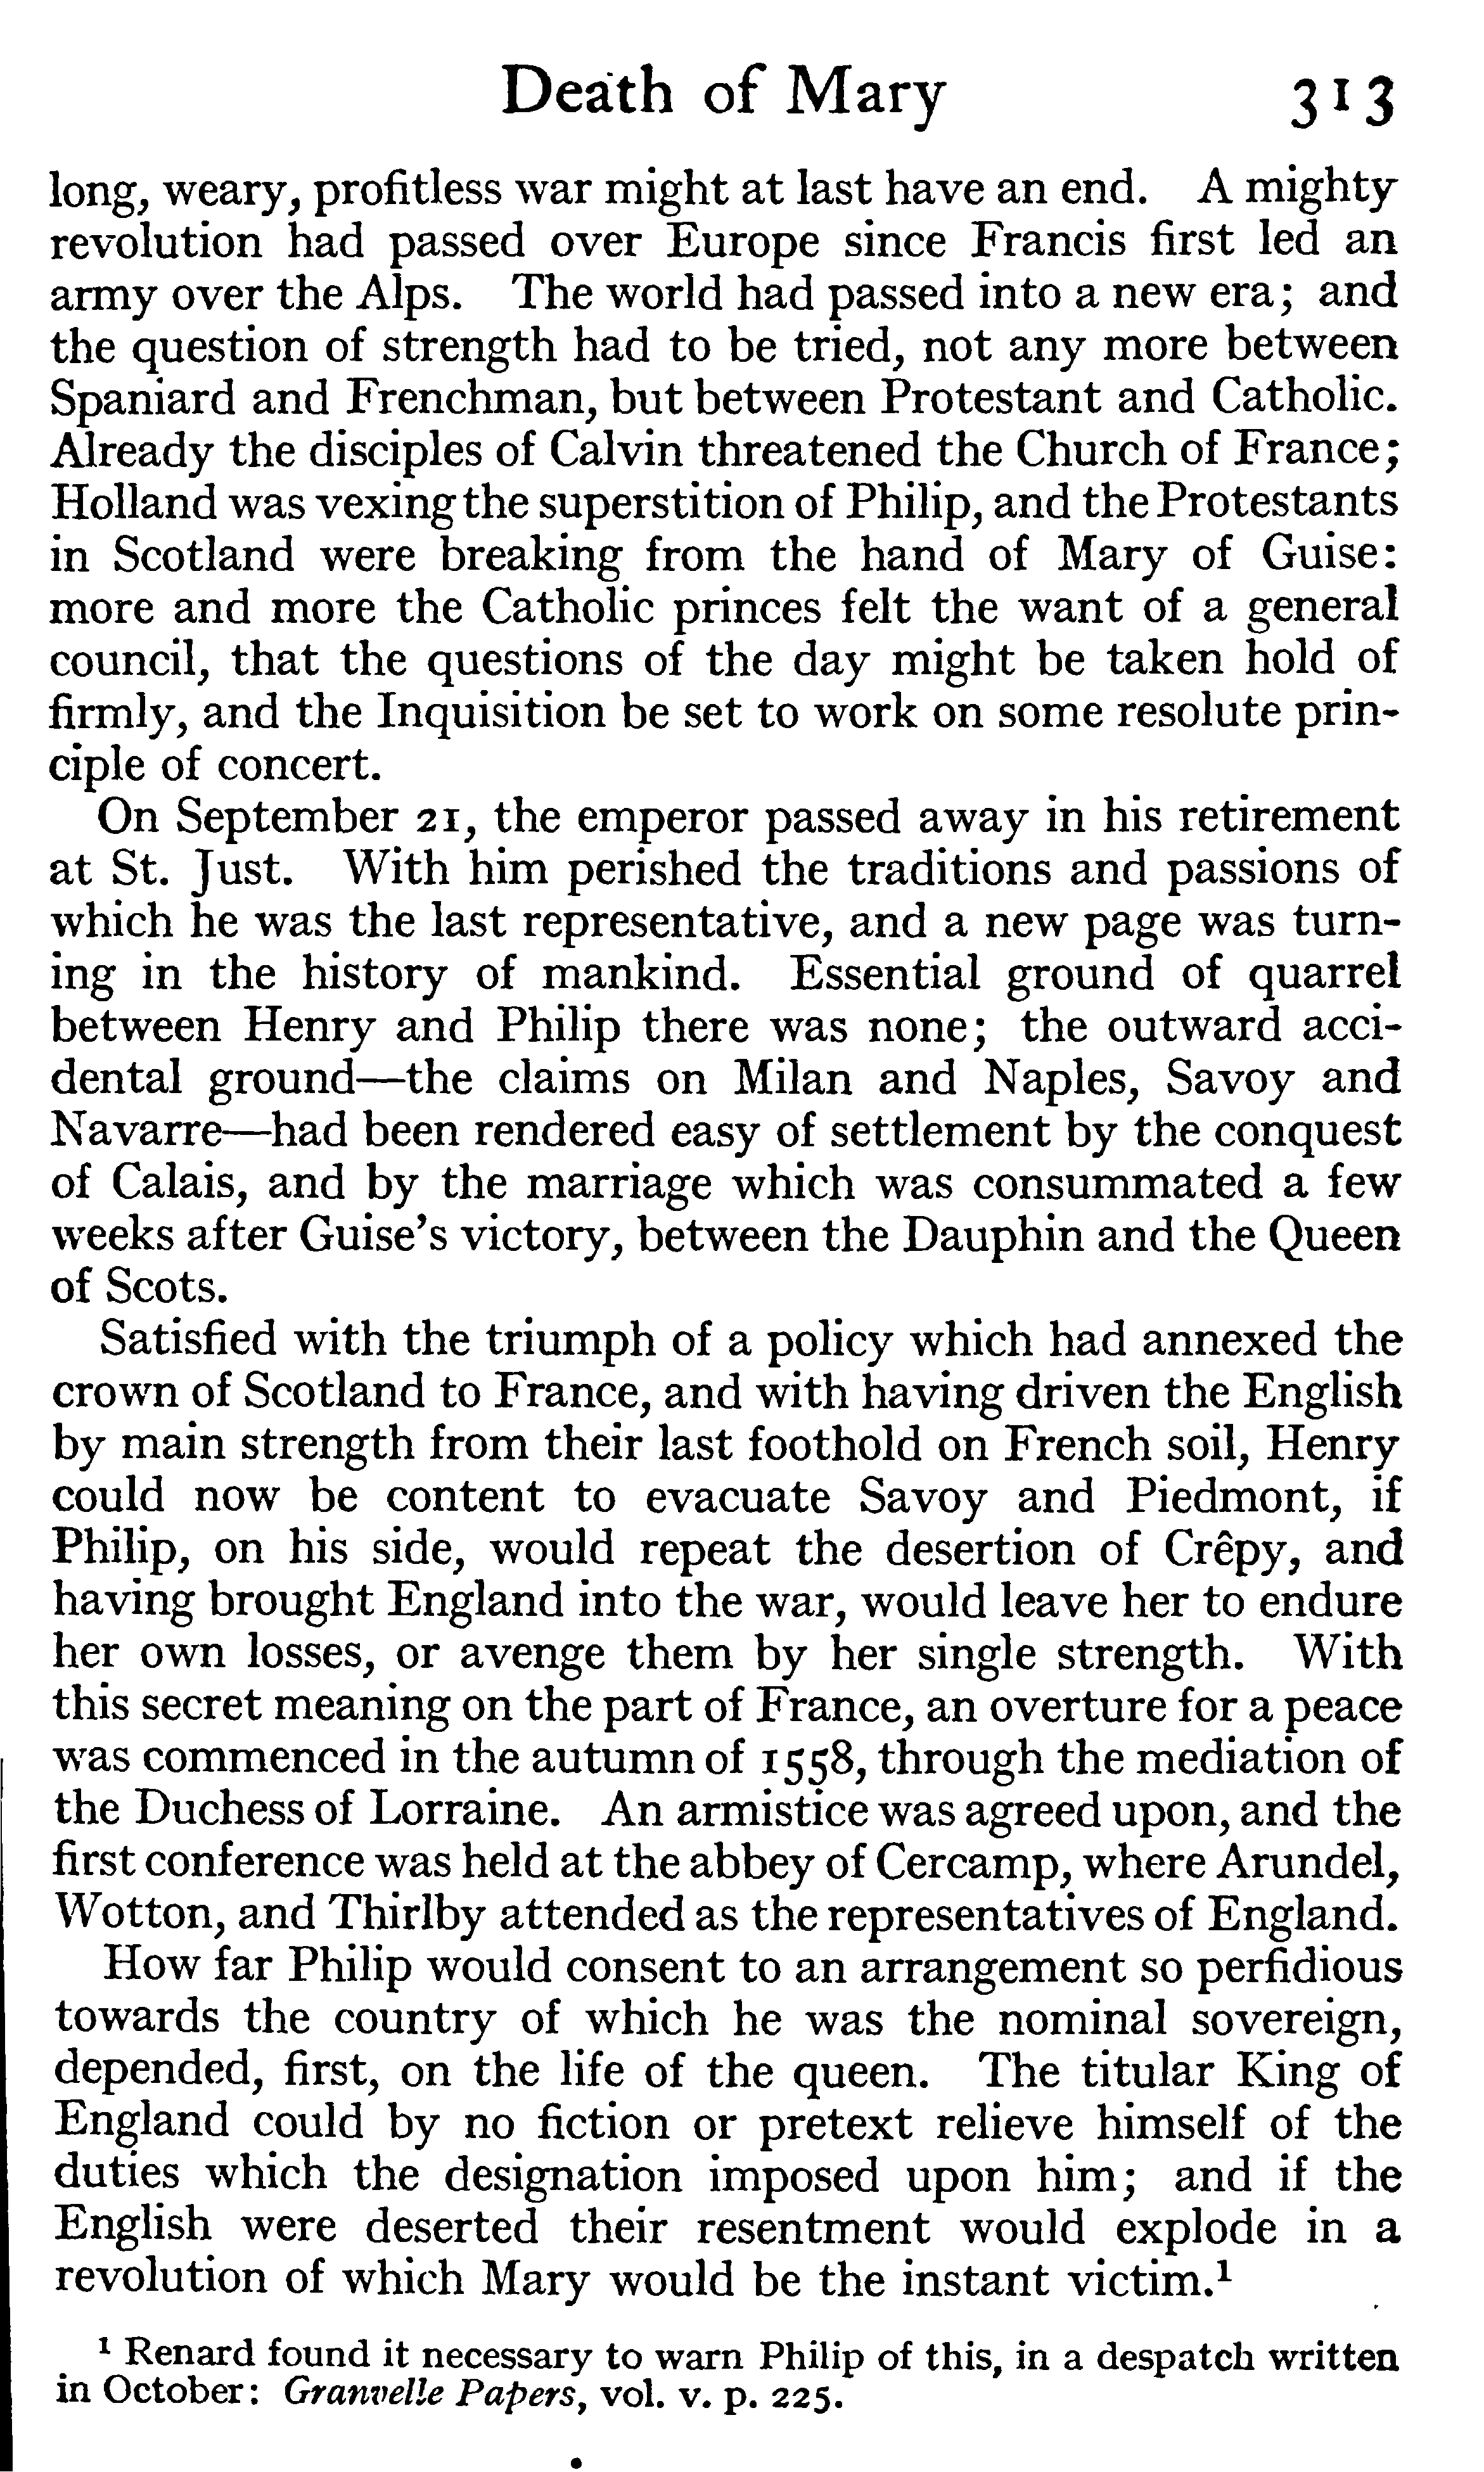 Death of Mary 313
long, weary, profitless war might at last have an end. A mighty
revolution had passed over Europe since Francis first led an
army over the Alps. The world had passed into a new era; and
the question of strength had to be tried, not any more between
Spaniard and Frenchman, but between Protestant and Catholic.
Already the disciples of Calvin threatened the Church of France;
Holland was vexing the superstition of Philip, and the Protestants
in Scotland were breaking from the hand of Mary of Guise:
more and more the Catholic princes felt the want of a general
council, that the questions of the day might be taken hold of
firmly, and the Inquisition be set to work on some resolute prin-
ciple of concert.
On September 21, the emperor passed away in his retirement
at St. Just. With him perished the traditions and passions of
which he was the last representative, and a new page was turn-
ing in the history of mankind. Essential ground of quarrel
between Henry and Philip there was none; the outward acci-
dental ground—the claims on Milan and Naples, Savoy and
Navarre—had been rendered easy of settlement by the conquest
of Calais, and by the marriage which was consummated a few
weeks after Guise's victory, between the Dauphin and the Queen
of Scots.
Satisfied with the triumph of a policy which had annexed the
crown of Scotland to France, and with having driven the English
by main strength from their last foothold on French soil, Henry
could now be content to evacuate Savoy and Piedmont, if
Philip, on his side, would repeat the desertion of Crêpy, and
having brought England into the war, would leave her to endure
her own losses, or avenge them by her single strength. With
this secret meaning on the part of France, an overture for a peace
was commenced in the autumn of 1558, through the mediation of
the Duchess of Lorraine. An armistice was agreed upon, and the
first conference was held at the abbey of Cercamp, where Arundel,
Wotton, and Thirlby attended as the representatives of England.
How far Philip would consent to an arrangement so perfidious
towards the country of which he was the nominal sovereign,
depended, first, on the life of the queen. The titular King of
England could by no fiction or pretext relieve himself of the
duties which the designation imposed upon him; and if the
English were deserted their resentment would explode in a
revolution of which Mary would be the instant victim.¹
¹ Renard found it necessary to warn Philip of this, in a despatch written
in October: Granvelle Papers, vol. v. p. 225.